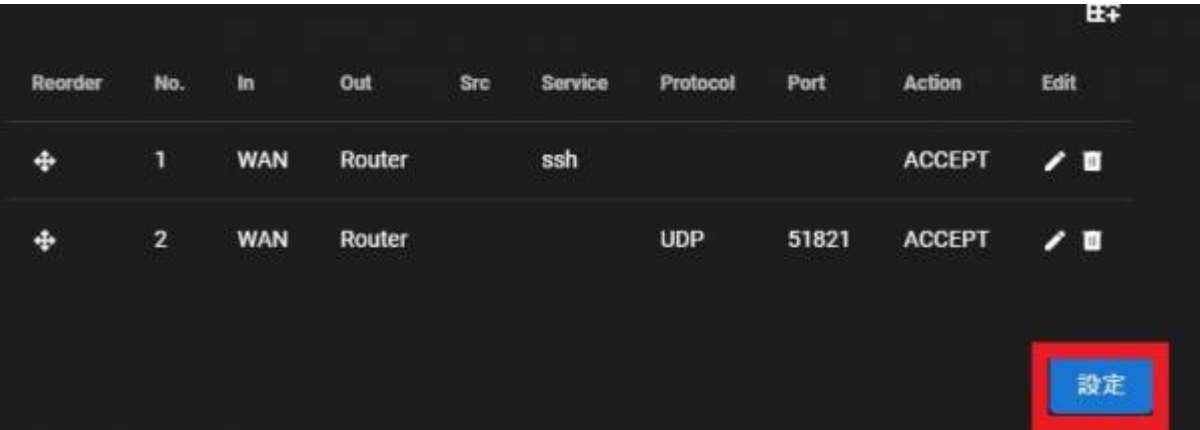 Reorder No. In Out Src Service Protocol Port Action Edit
1 WAN Router ssh ACCEPT
2 WAN Router UDP 51821 ACCEPT
設定